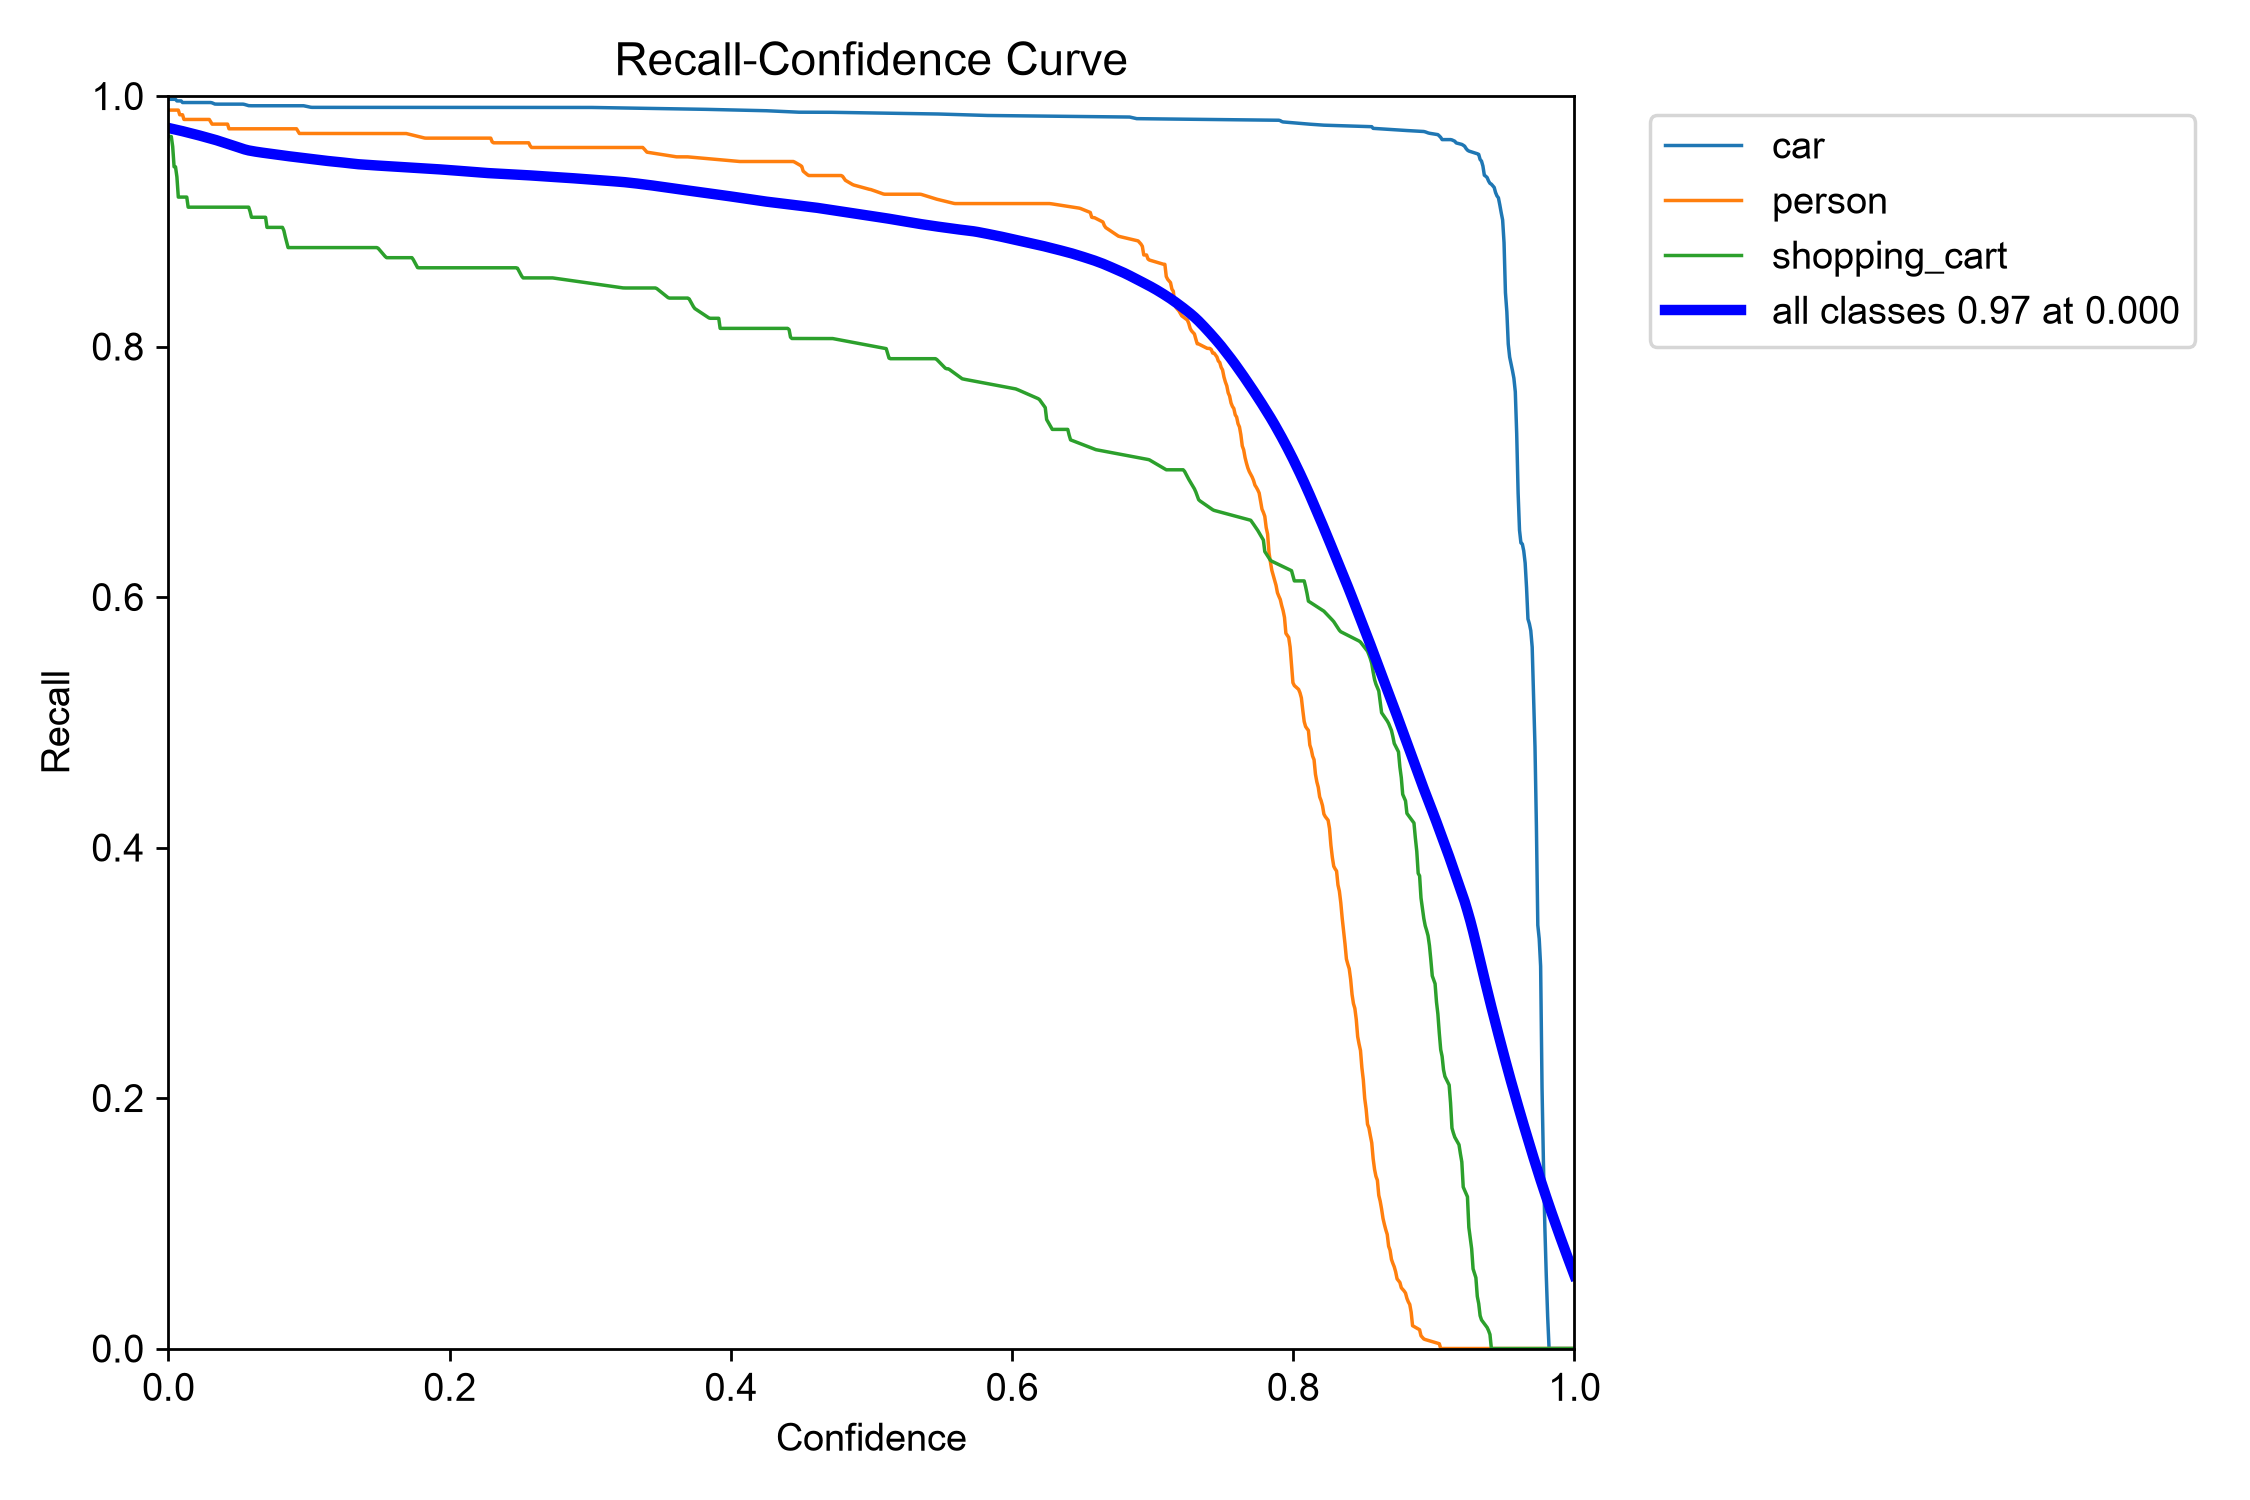 Recall-Confidence Curve
1.0
0.8
0.6
0.4
0.2
0.0
Recall
0.0 0.2 0.4 0.6 0.8 1.0
Confidence
car
person
shopping_cart
all classes 0.97 at 0.000